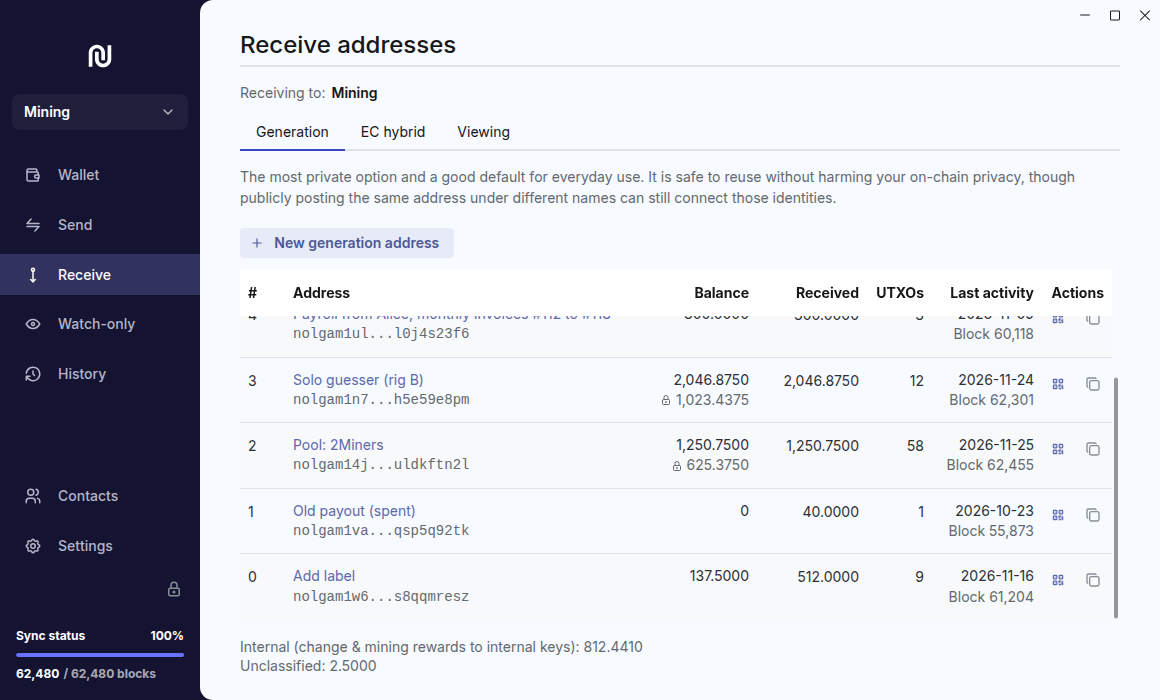 Receive addresses
Mining
Receiving to: Mining
Wallet
Send
Receive
Watch-only
History
Contacts
Settings
Sync status 100%
62,480 / 62,480 blocks
Generation EC hybrid Viewing
The most private option and a good default for everyday use. It is safe to reuse without harming your on-chain privacy, though
publicly posting the same address under different names can still connect those identities.
+ New generation address
# Address Balance Received UTXOs Last activity Actions
nolgam1ul...l0j4s23f6 Block 60,118
3 Solo guesser (rig B) 2,046.8750 2,046.8750 12 2026-11-24
nolgam1n7...h5e59e8pm 1,023.4375 Block 62,301
2 Pool: 2Miners 1,250.7500 1,250.7500 58 2026-11-25
nolgam14j...uldkftn2l 625.3750 Block 62,455
1 Old payout (spent) 0 40.0000 1 2026-10-23
nolgam1va...qsp5q92tk Block 55,873
0 Add label 137.5000 512.0000 9 2026-11-16
nolgam1w6...s8qqmresz Block 61,204
Internal (change & mining rewards to internal keys): 812.4410
Unclassified: 2.5000